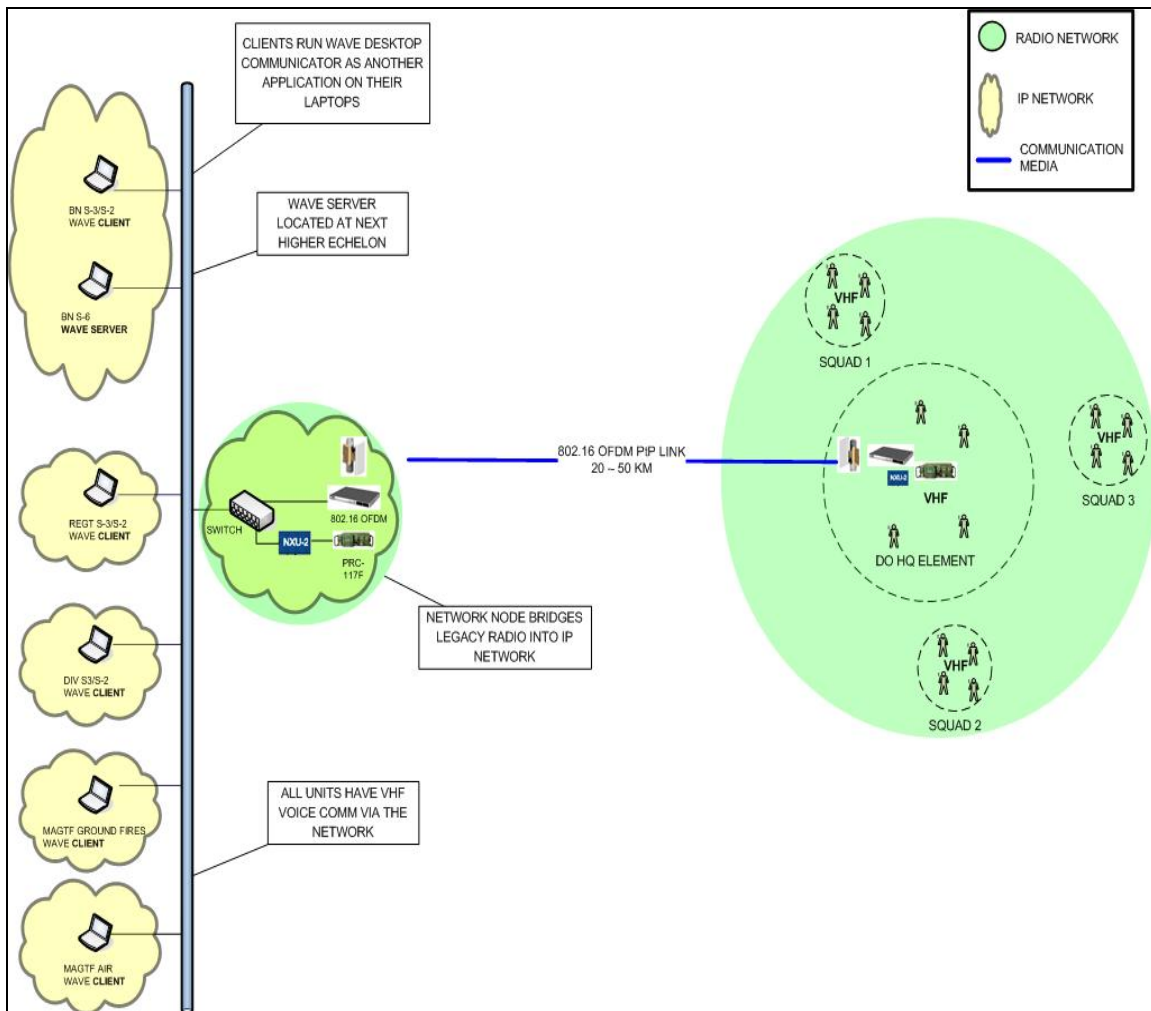 CLIENTS RUN WAVE DESKTOP
COMMUNICATOR AS ANOTHER
APPLICATION ON THEIR
LAPTOPS
RADIO NETWORK
IP NETWORK
COMMUNICATION
MEDIA
BN S-3/S-2
WAVE CLIENT
WAVE SERVER
LOCATED AT NEXT
HIGHER ECHELON
BN S-6
WAVE SERVER
VHF
SQUAD 1
VHF
SQUAD 3
802.16 OFDM PtP LINK
20 ~ 50 KM
REGT S-3/S-2
WAVE CLIENT
SWITCH
802.16 OFDM
NXU-2
PRC-
117F
NXU-2
VHF
DO HQ ELEMENT
NETWORK NODE BRIDGES
LEGACY RADIO INTO IP
NETWORK
DIV S3/S-2
WAVE CLIENT
VHF
SQUAD 2
MAGTF GROUND FIRES
WAVE CLIENT
ALL UNITS HAVE VHF
VOICE COMM VIA THE
NETWORK
MAGTF AIR
WAVE CLIENT